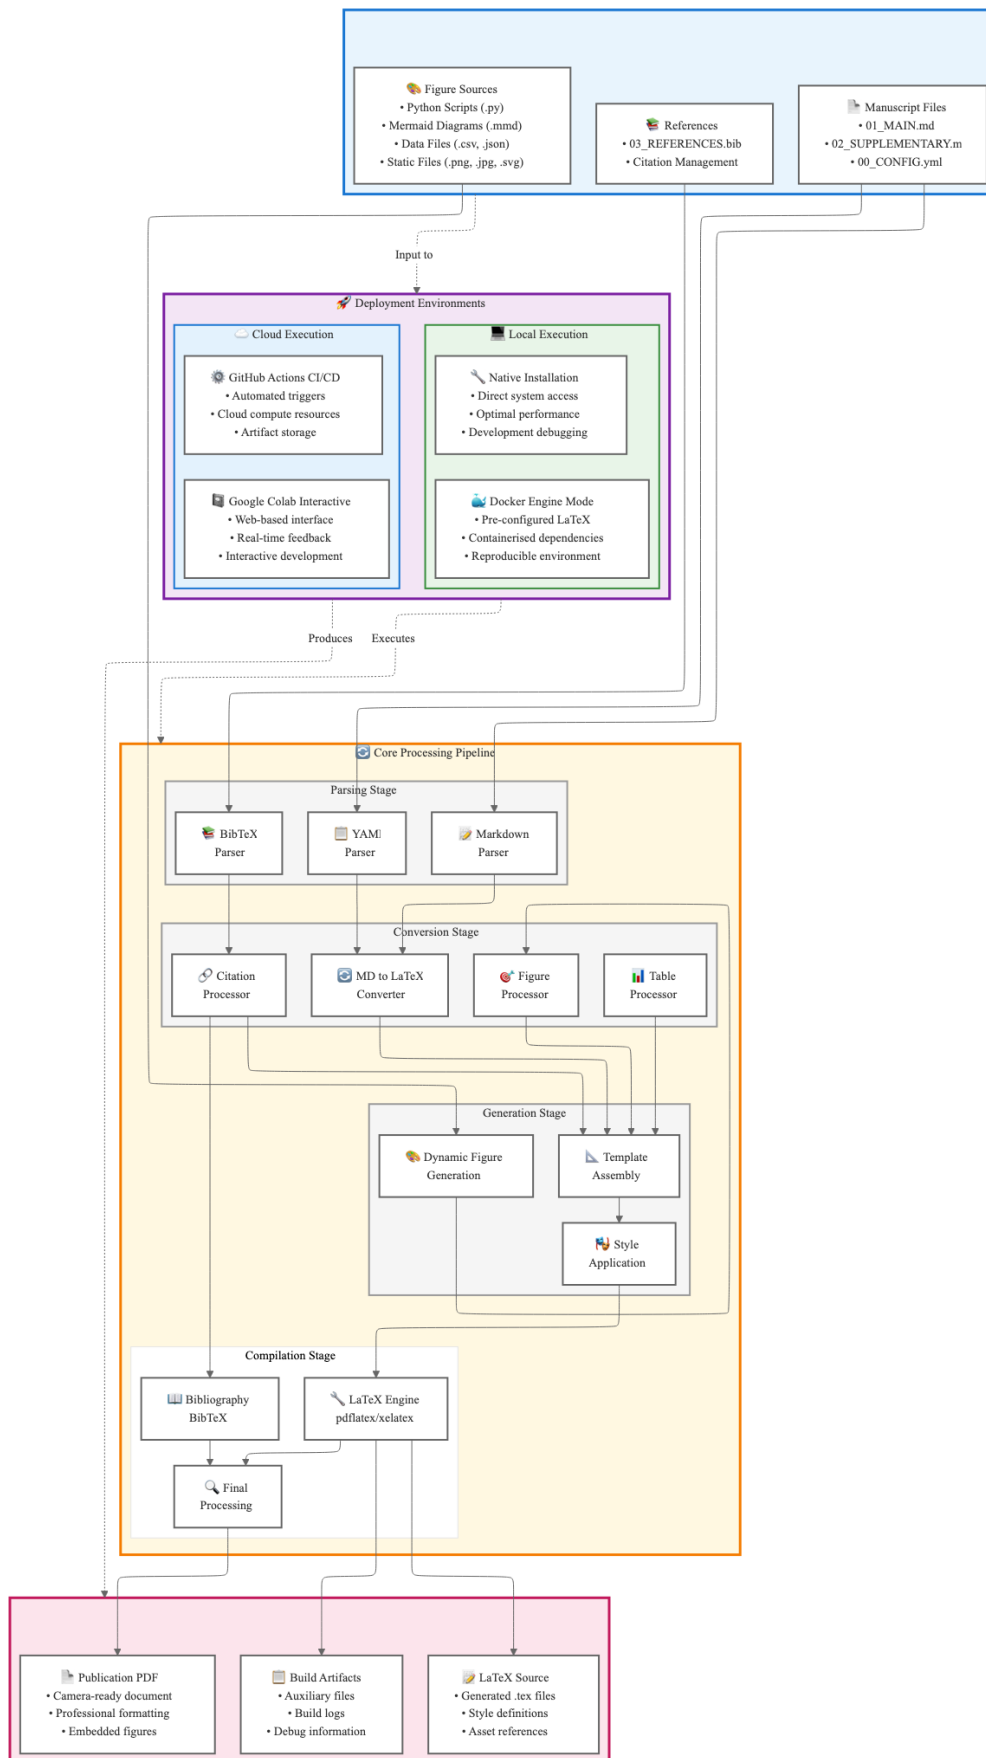 Figure Sources
• Python Scripts (.py)
• Mermaid Diagrams (.mmd)
• Data Files (.csv, .json)
• Static Files (.png, .jpg, .svg)
References
• 03_REFERENCES.bib
• Citation Management
Manuscript Files
• 01_MAIN.md
• 02_SUPPLEMENTARY.m
• 00_CONFIG.yml
Input to
Deployment Environments
Cloud Execution
GitHub Actions CI/CD
• Automated triggers
• Cloud compute resources
• Artifact storage
Google Colab Interactive
• Web-based interface
• Real-time feedback
• Interactive development
Local Execution
Native Installation
• Direct system access
• Optimal performance
• Development debugging
Docker Engine Mode
• Pre-configured LaTeX
• Containerised dependencies
• Reproducible environment
Produces
Executes
Core Processing Pipeline
Parsing Stage
BibTeX
Parser
Parser
Markdown
Parser
Conversion Stage
Citation
Processor
MD to LaTeX
Converter
Figure
Processor
Table
Processor
Generation Stage
Dynamic Figure
Generation
Template
Assembly
Style
Application
Compilation Stage
Bibliography
BibTeX
LaTeX Engine
pdflatex/xelatex
Final
Processing
Publication PDF
• Camera-ready document
• Professional formatting
• Embedded figures
Build Artifacts
• Auxiliary files
• Build logs
• Debug information
LaTeX Source
• Generated .tex files
• Style definitions
• Asset references